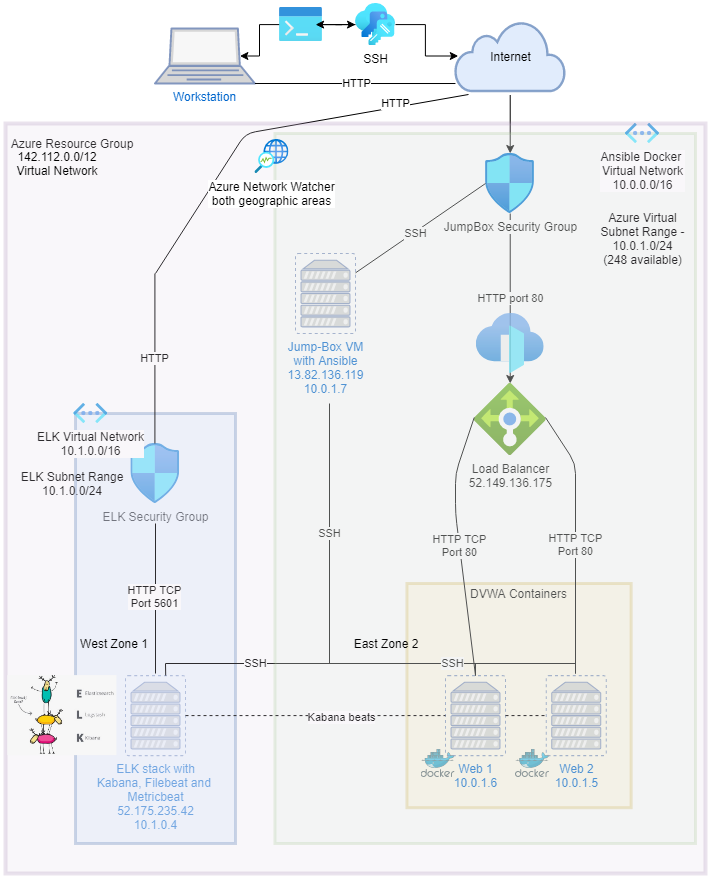 SSH
Internet
Workstation
HTTP
HTTP
Azure Resource Group
142.112.0.0/12
Virtual Network
Azure Network Watcher
both geographic areas
Ansible Docker
Virtual Network
10.0.0.0/16
Azure Virtual
Subnet Range -
10.0.1.0/24
(248 available)
JumpBox Security Group
SSH
HTTP port 80
Jump-Box VM
with Ansible
13.82.136.119
10.0.1.7
HTTP
Load Balancer
52.149.136.175
ELK Virtual Network
10.1.0.0/16
ELK Subnet Range
10.1.0.0/24
ELK Security Group
SSH
HTTP TCP
Port 80
HTTP TCP
Port 80
HTTP TCP
Port 5601
DVWA Containers
West Zone 1
East Zone 2
SSH
SSH
E Elasticsearch
L Logstash
K Kibana
Kabana beats
ELK stack with
Kabana, Filebeat and
Metricbeat
52.175.235.42
10.1.0.4
docker
Web 1
10.0.1.6
docker
Web 2
10.0.1.5